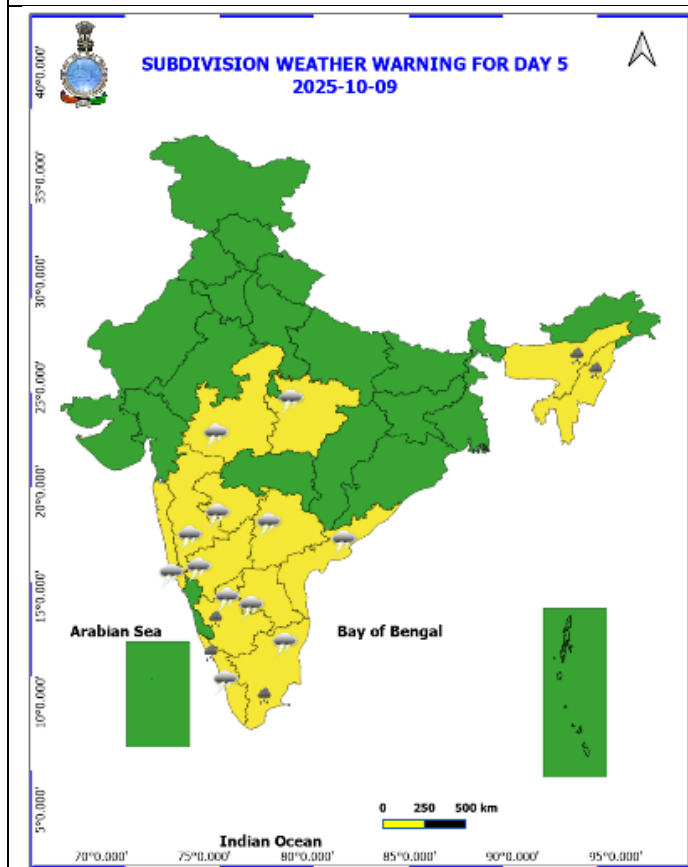 SUBDIVISION WEATHER WARNING FOR DAY 5
2025-10-09
40°0.000'
35°0.000'
30°0.000'
25°0.000'
20°0.000'
15°0.000'
10°0.000'
5°0.000'
Arabian Sea
Bay of Bengal
0 250 500 km
Indian Ocean
70°0.000' 75°0.000' 80°0.000' 85°0.000' 90°0.000' 95°0.000'